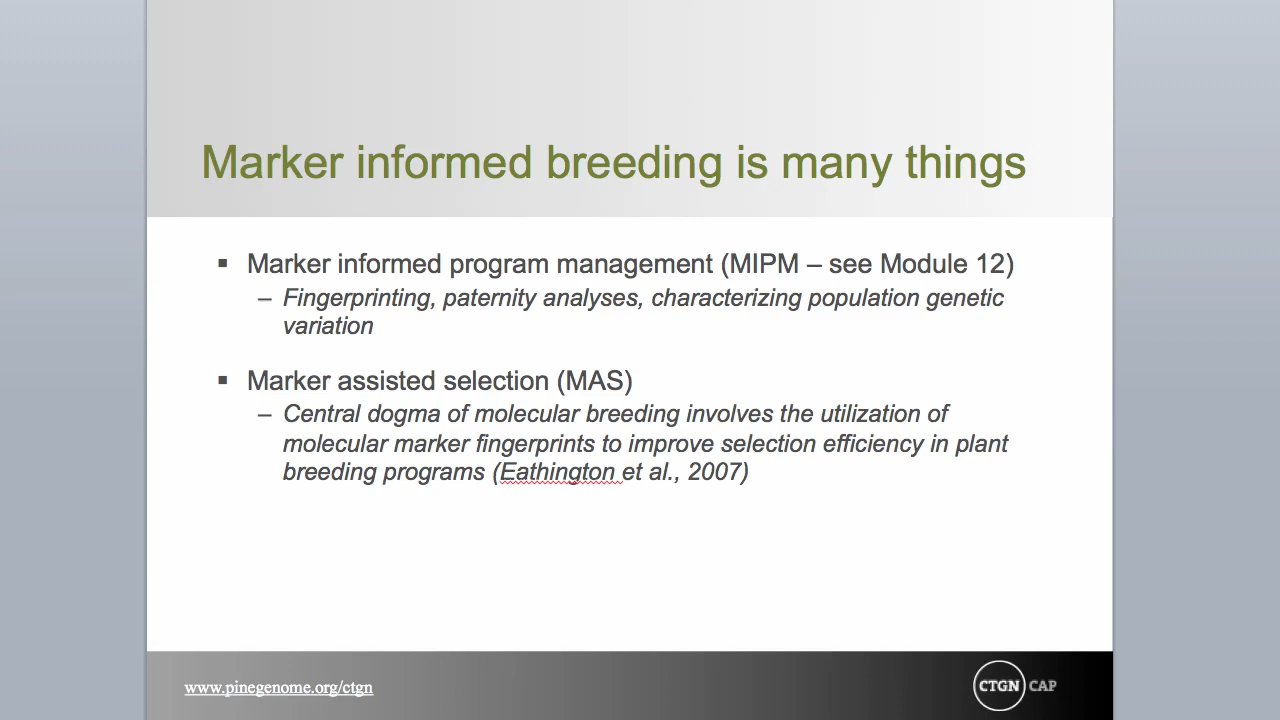 Marker informed breeding is many things
▪ Marker informed program management (MIPM – see Module 12)
– Fingerprinting, paternity analyses, characterizing population genetic
variation
▪ Marker assisted selection (MAS)
– Central dogma of molecular breeding involves the utilization of
molecular marker fingerprints to improve selection efficiency in plant
breeding programs (Eathington et al., 2007)
www.pinegenome.org/ctgn
CTGN CAP